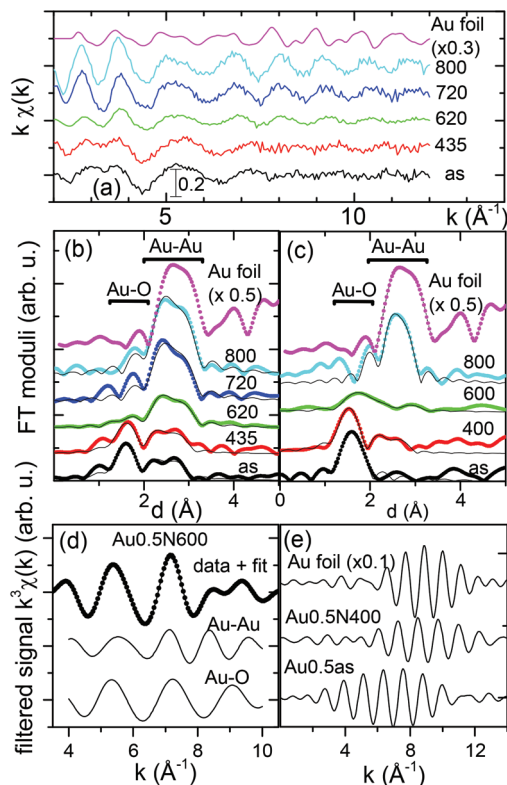 k χ(k)
Au foil
(x0.3)
800
720
620
435
as
(a)
0.2
5
10
k (Å⁻¹)
FT moduli (arb. u.)
(b)
Au-Au
Au-O
Au foil
(x 0.5)
800
720
620
435
as
2
4
d (Å)
(c)
Au-Au
Au-O
Au foil
(x0.5)
800
600
400
as
0
2
4
d (Å)
filtered signal k³χ(k) (arb. u.)
(d)
Au0.5N600
data + fit
Au-Au
Au-O
4
6
8
10
k (Å⁻¹)
(e)
Au foil (x0.1)
Au0.5N400
Au0.5as
0
4
8
12
k (Å⁻¹)